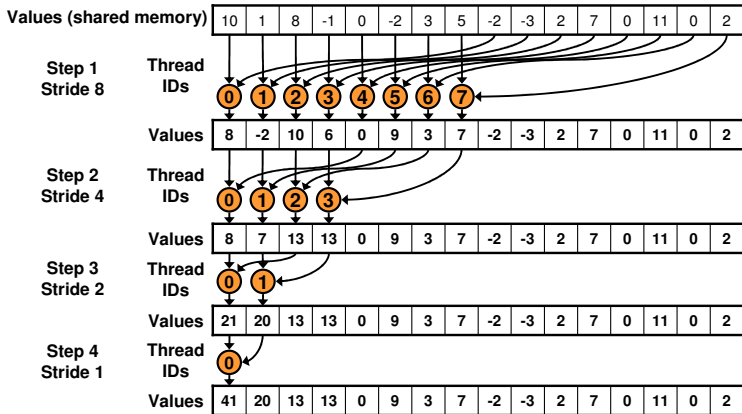 Values (shared memory) 10 1 8 -1 0 -2 3 5 -2 -3 2 7 0 11 0 2
Step 1 Thread
Stride 8 IDs
0 1 2 3 4 5 6 7
Values 8 -2 10 6 0 9 3 7 -2 -3 2 7 0 11 0 2
Step 2 Thread
Stride 4 IDs
0 1 2 3
Values 8 7 13 13 0 9 3 7 -2 -3 2 7 0 11 0 2
Step 3 Thread
Stride 2 IDs
0 1
Values 21 20 13 13 0 9 3 7 -2 -3 2 7 0 11 0 2
Step 4 Thread
Stride 1 IDs
0
Values 41 20 13 13 0 9 3 7 -2 -3 2 7 0 11 0 2